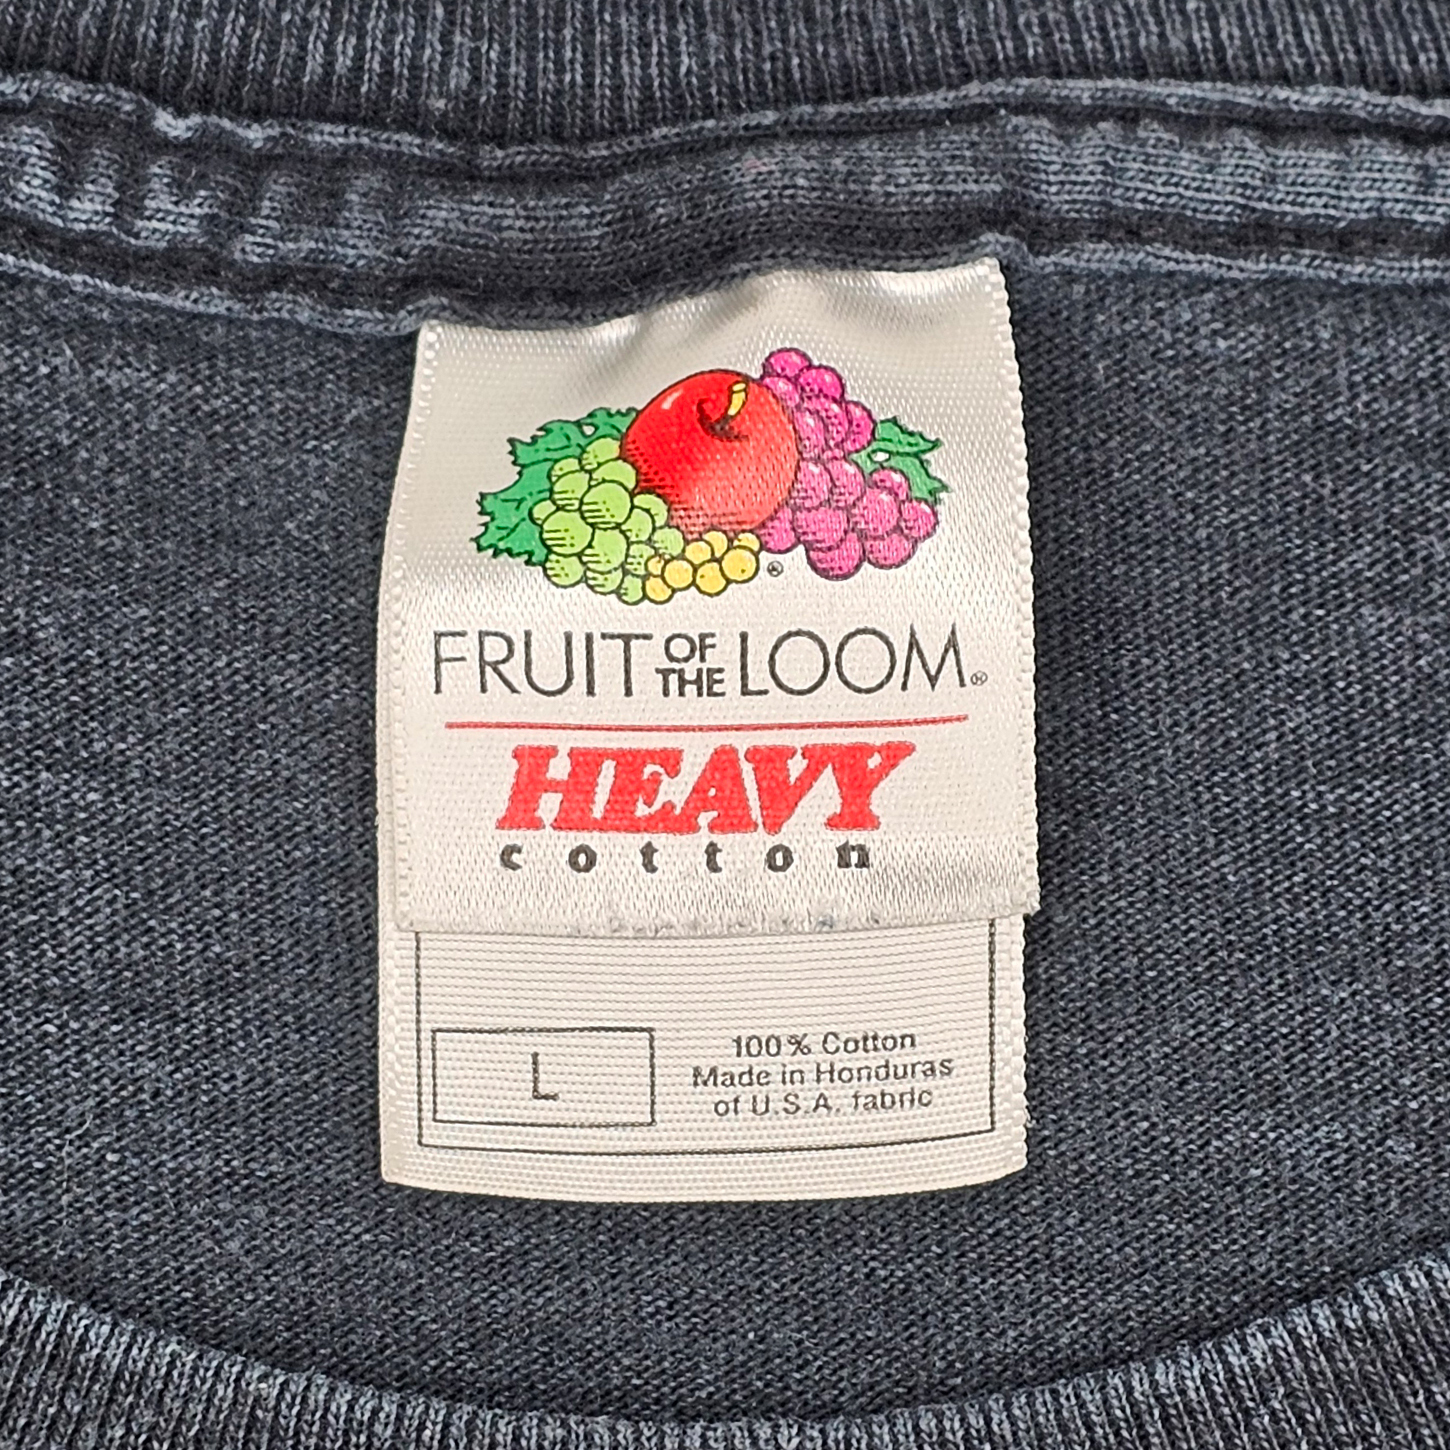 ®
FRUIT OF THE LOOM®
HEAVY
cotton
L
100% Cotton
Made in Honduras
of U.S.A. fabric